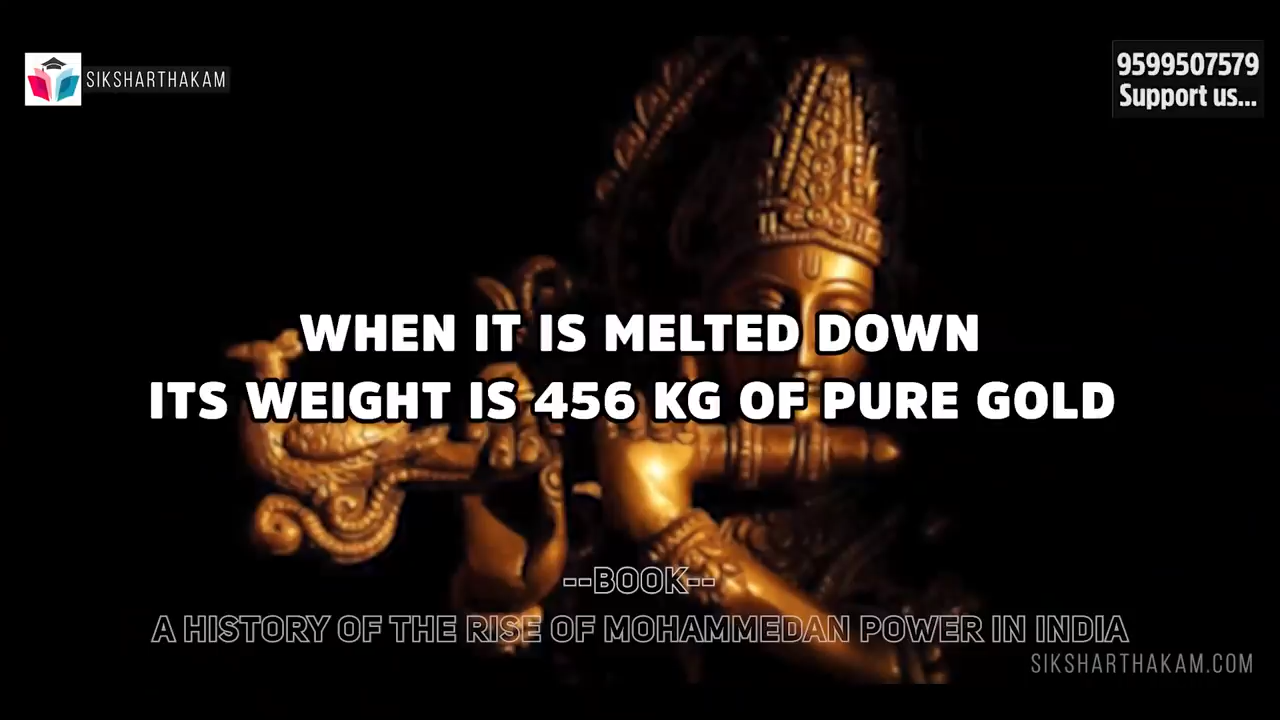 SIKSHARTHAKAM
9599507579
Support us...
WHEN IT IS MELTED DOWN
ITS WEIGHT IS 456 KG OF PURE GOLD
--BOOK--
A HISTORY OF THE RISE OF MOHAMMEDAN POWER IN INDIA
SIKSHARTHAKAM.COM